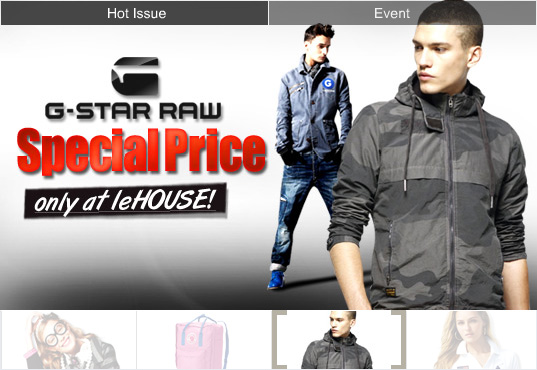 Hot Issue
Event
G-STAR RAW
Special Price
only at leHOUSE!